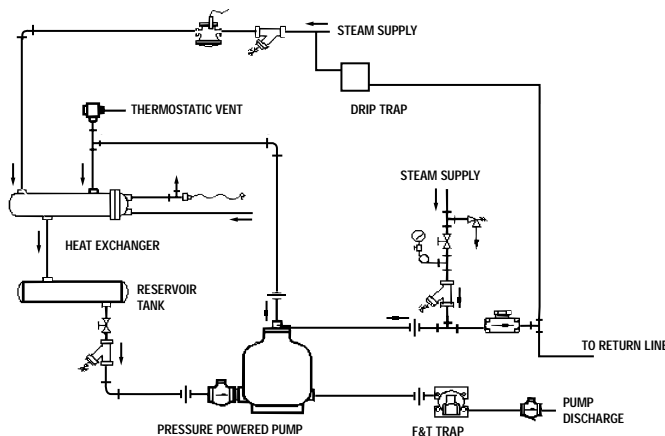 STEAM SUPPLY
DRIP TRAP
THERMOSTATIC VENT
STEAM SUPPLY
HEAT EXCHANGER
RESERVOIR
TANK
TO RETURN LINE
PUMP
DISCHARGE
PRESSURE POWERED PUMP
F&T TRAP